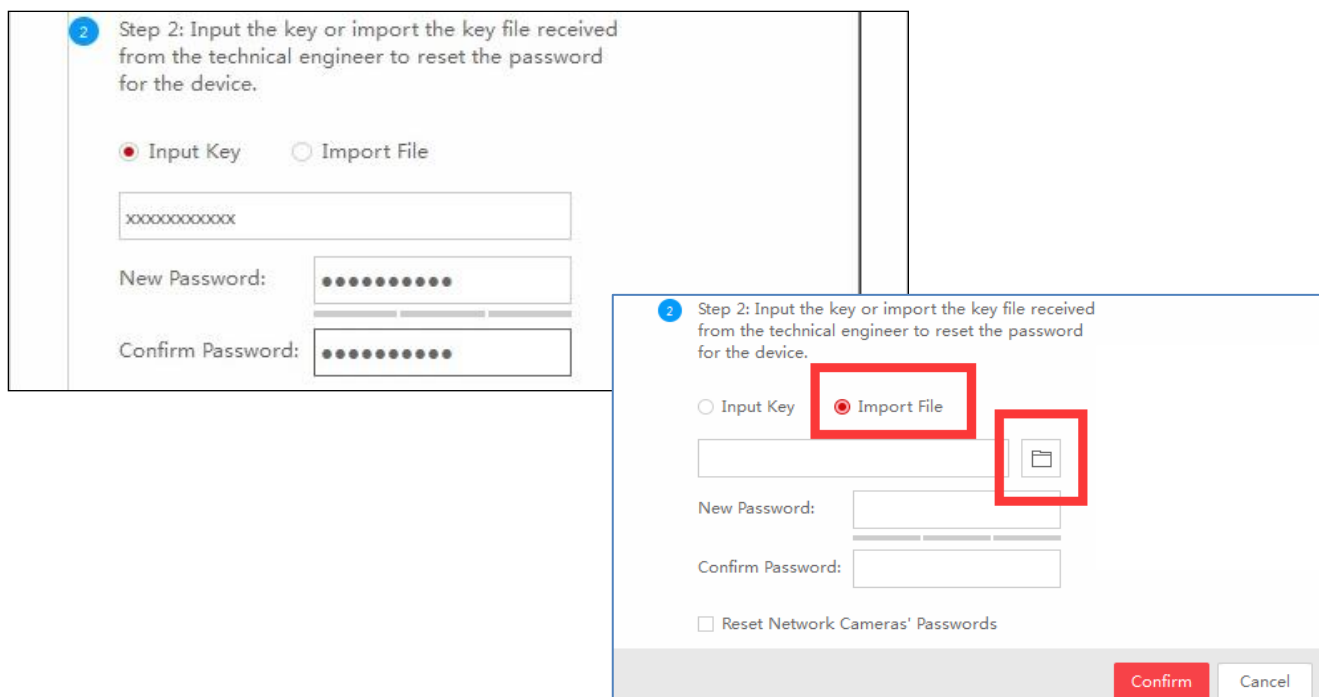 2 Step 2: Input the key or import the key file received
from the technical engineer to reset the password
for the device.
Input Key Import File
xxxxxxxxxxx
New Password: ●●●●●●●●●●
Confirm Password: ●●●●●●●●●●
2 Step 2: Input the key or import the key file received
from the technical engineer to reset the password
for the device.
Input Key Import File
New Password:
Confirm Password:
Reset Network Cameras' Passwords
Confirm Cancel